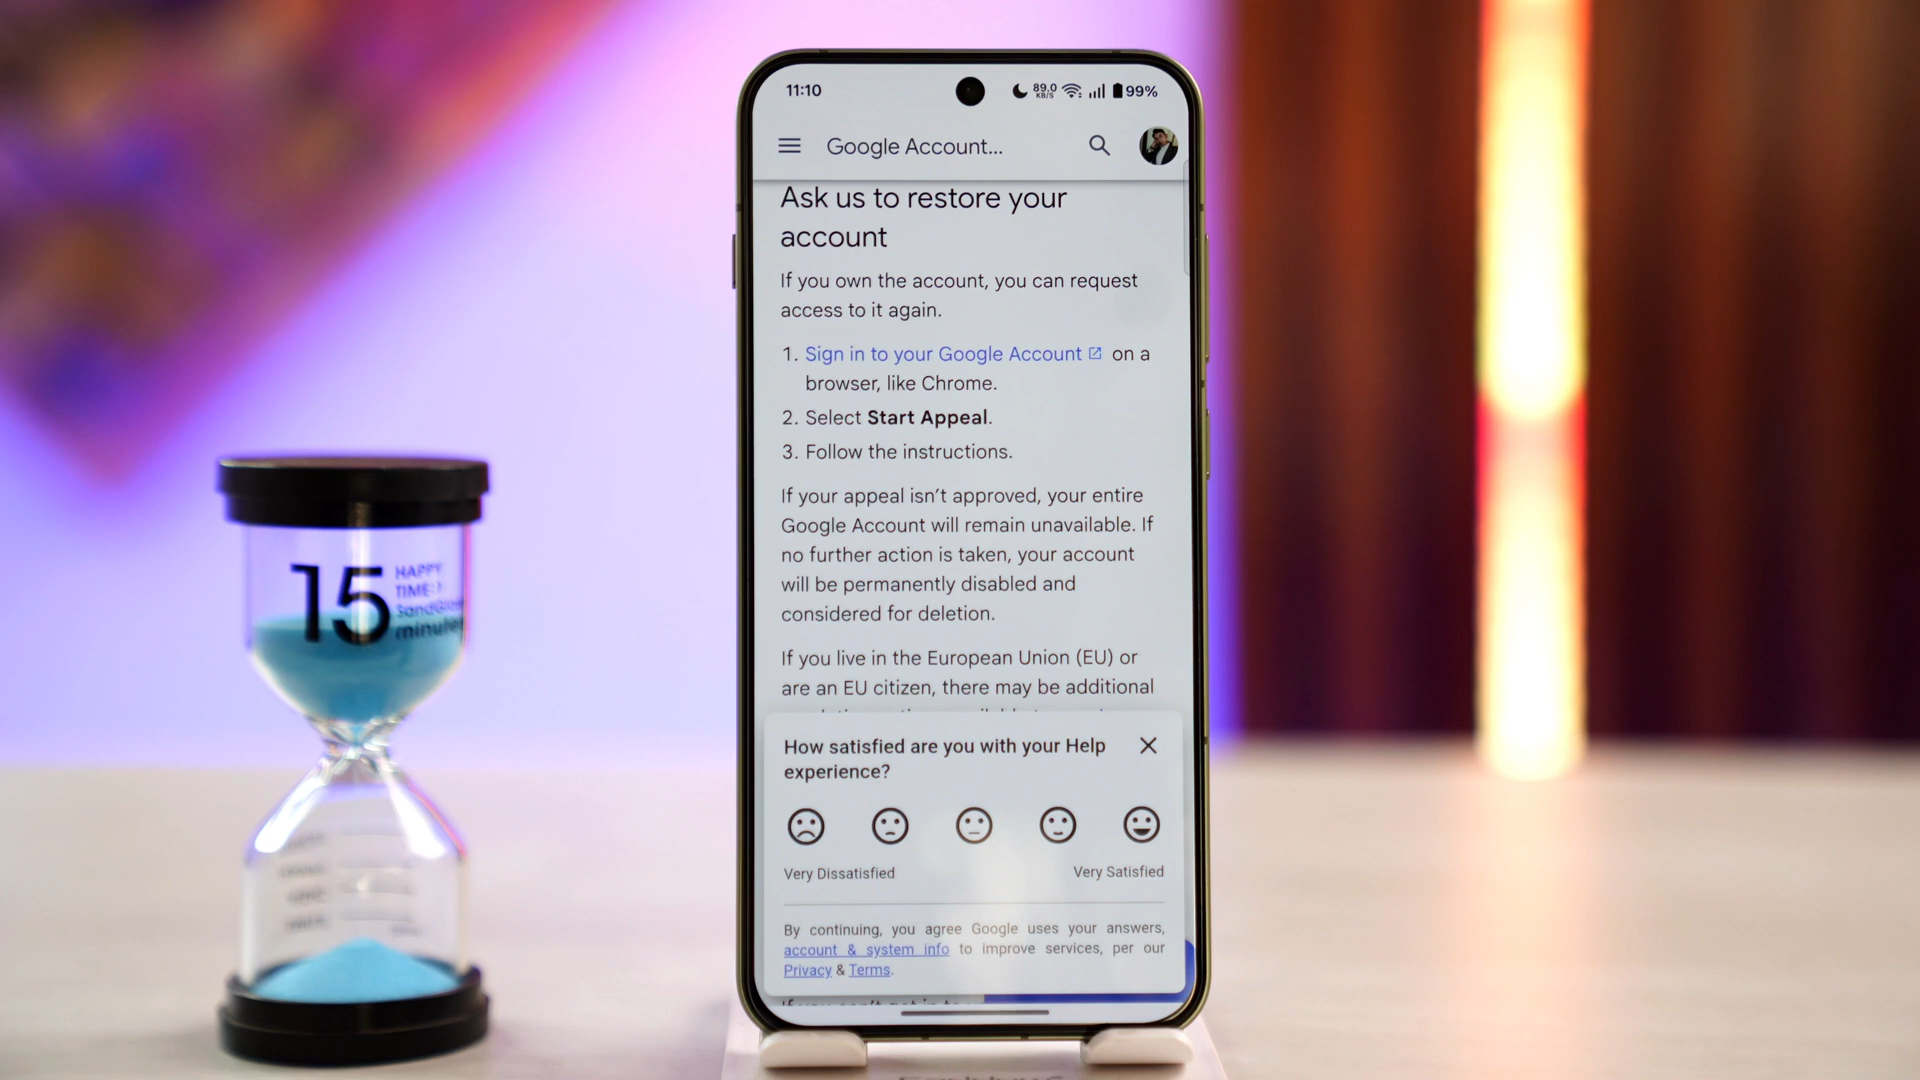 11:10
89.0
KB/S
99%
Google Account...
Ask us to restore your
account
If you own the account, you can request
access to it again.
1. Sign in to your Google Account on a
browser, like Chrome.
2. Select Start Appeal.
3. Follow the instructions.
If your appeal isn't approved, your entire
Google Account will remain unavailable. If
no further action is taken, your account
will be permanently disabled and
considered for deletion.
If you live in the European Union (EU) or
are an EU citizen, there may be additional
How satisfied are you with your Help
experience?
Very Dissatisfied
Very Satisfied
By continuing, you agree Google uses your answers,
account & system info to improve services, per our
Privacy & Terms.
15
HAPPY
TIME
minutes